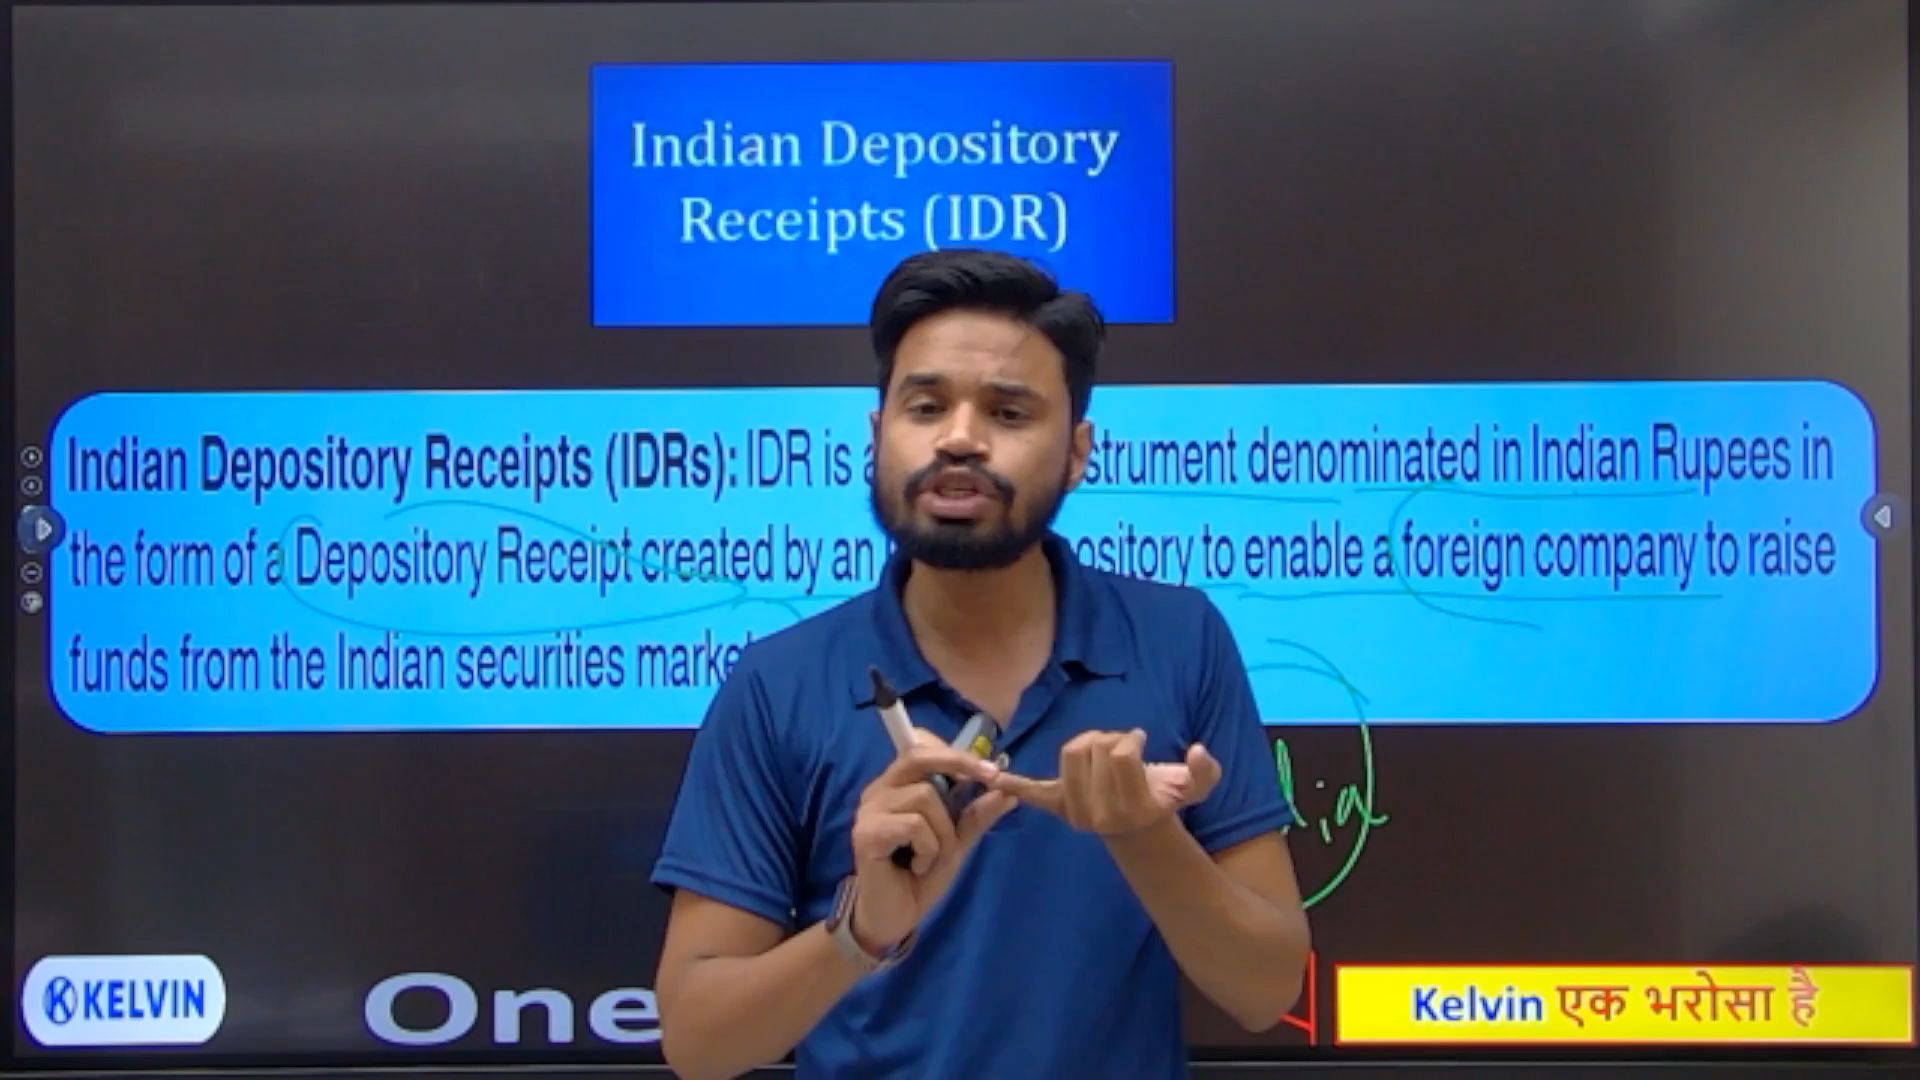 Indian Depository
Receipts (IDR)
Indian Depository Receipts (IDRs): IDR is strument denominated in Indian Rupees in
the form of a Depository Receipt created by an ository to enable a foreign company to raise
funds from the Indian securities marke
KELVIN
One
Kelvin एक भरोसा है